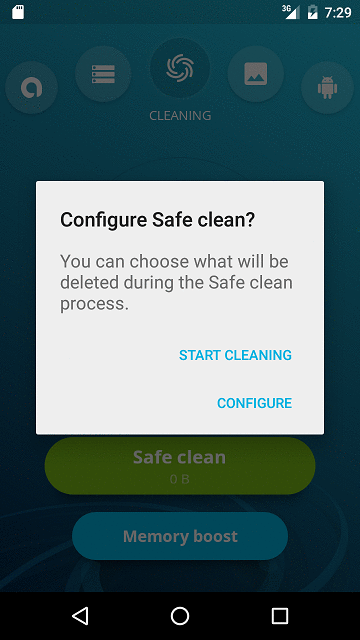 3G 7:29
CLEANING
Configure Safe clean?
You can choose what will be
deleted during the Safe clean
process.
START CLEANING
CONFIGURE
Safe clean
0 B
Memory boost